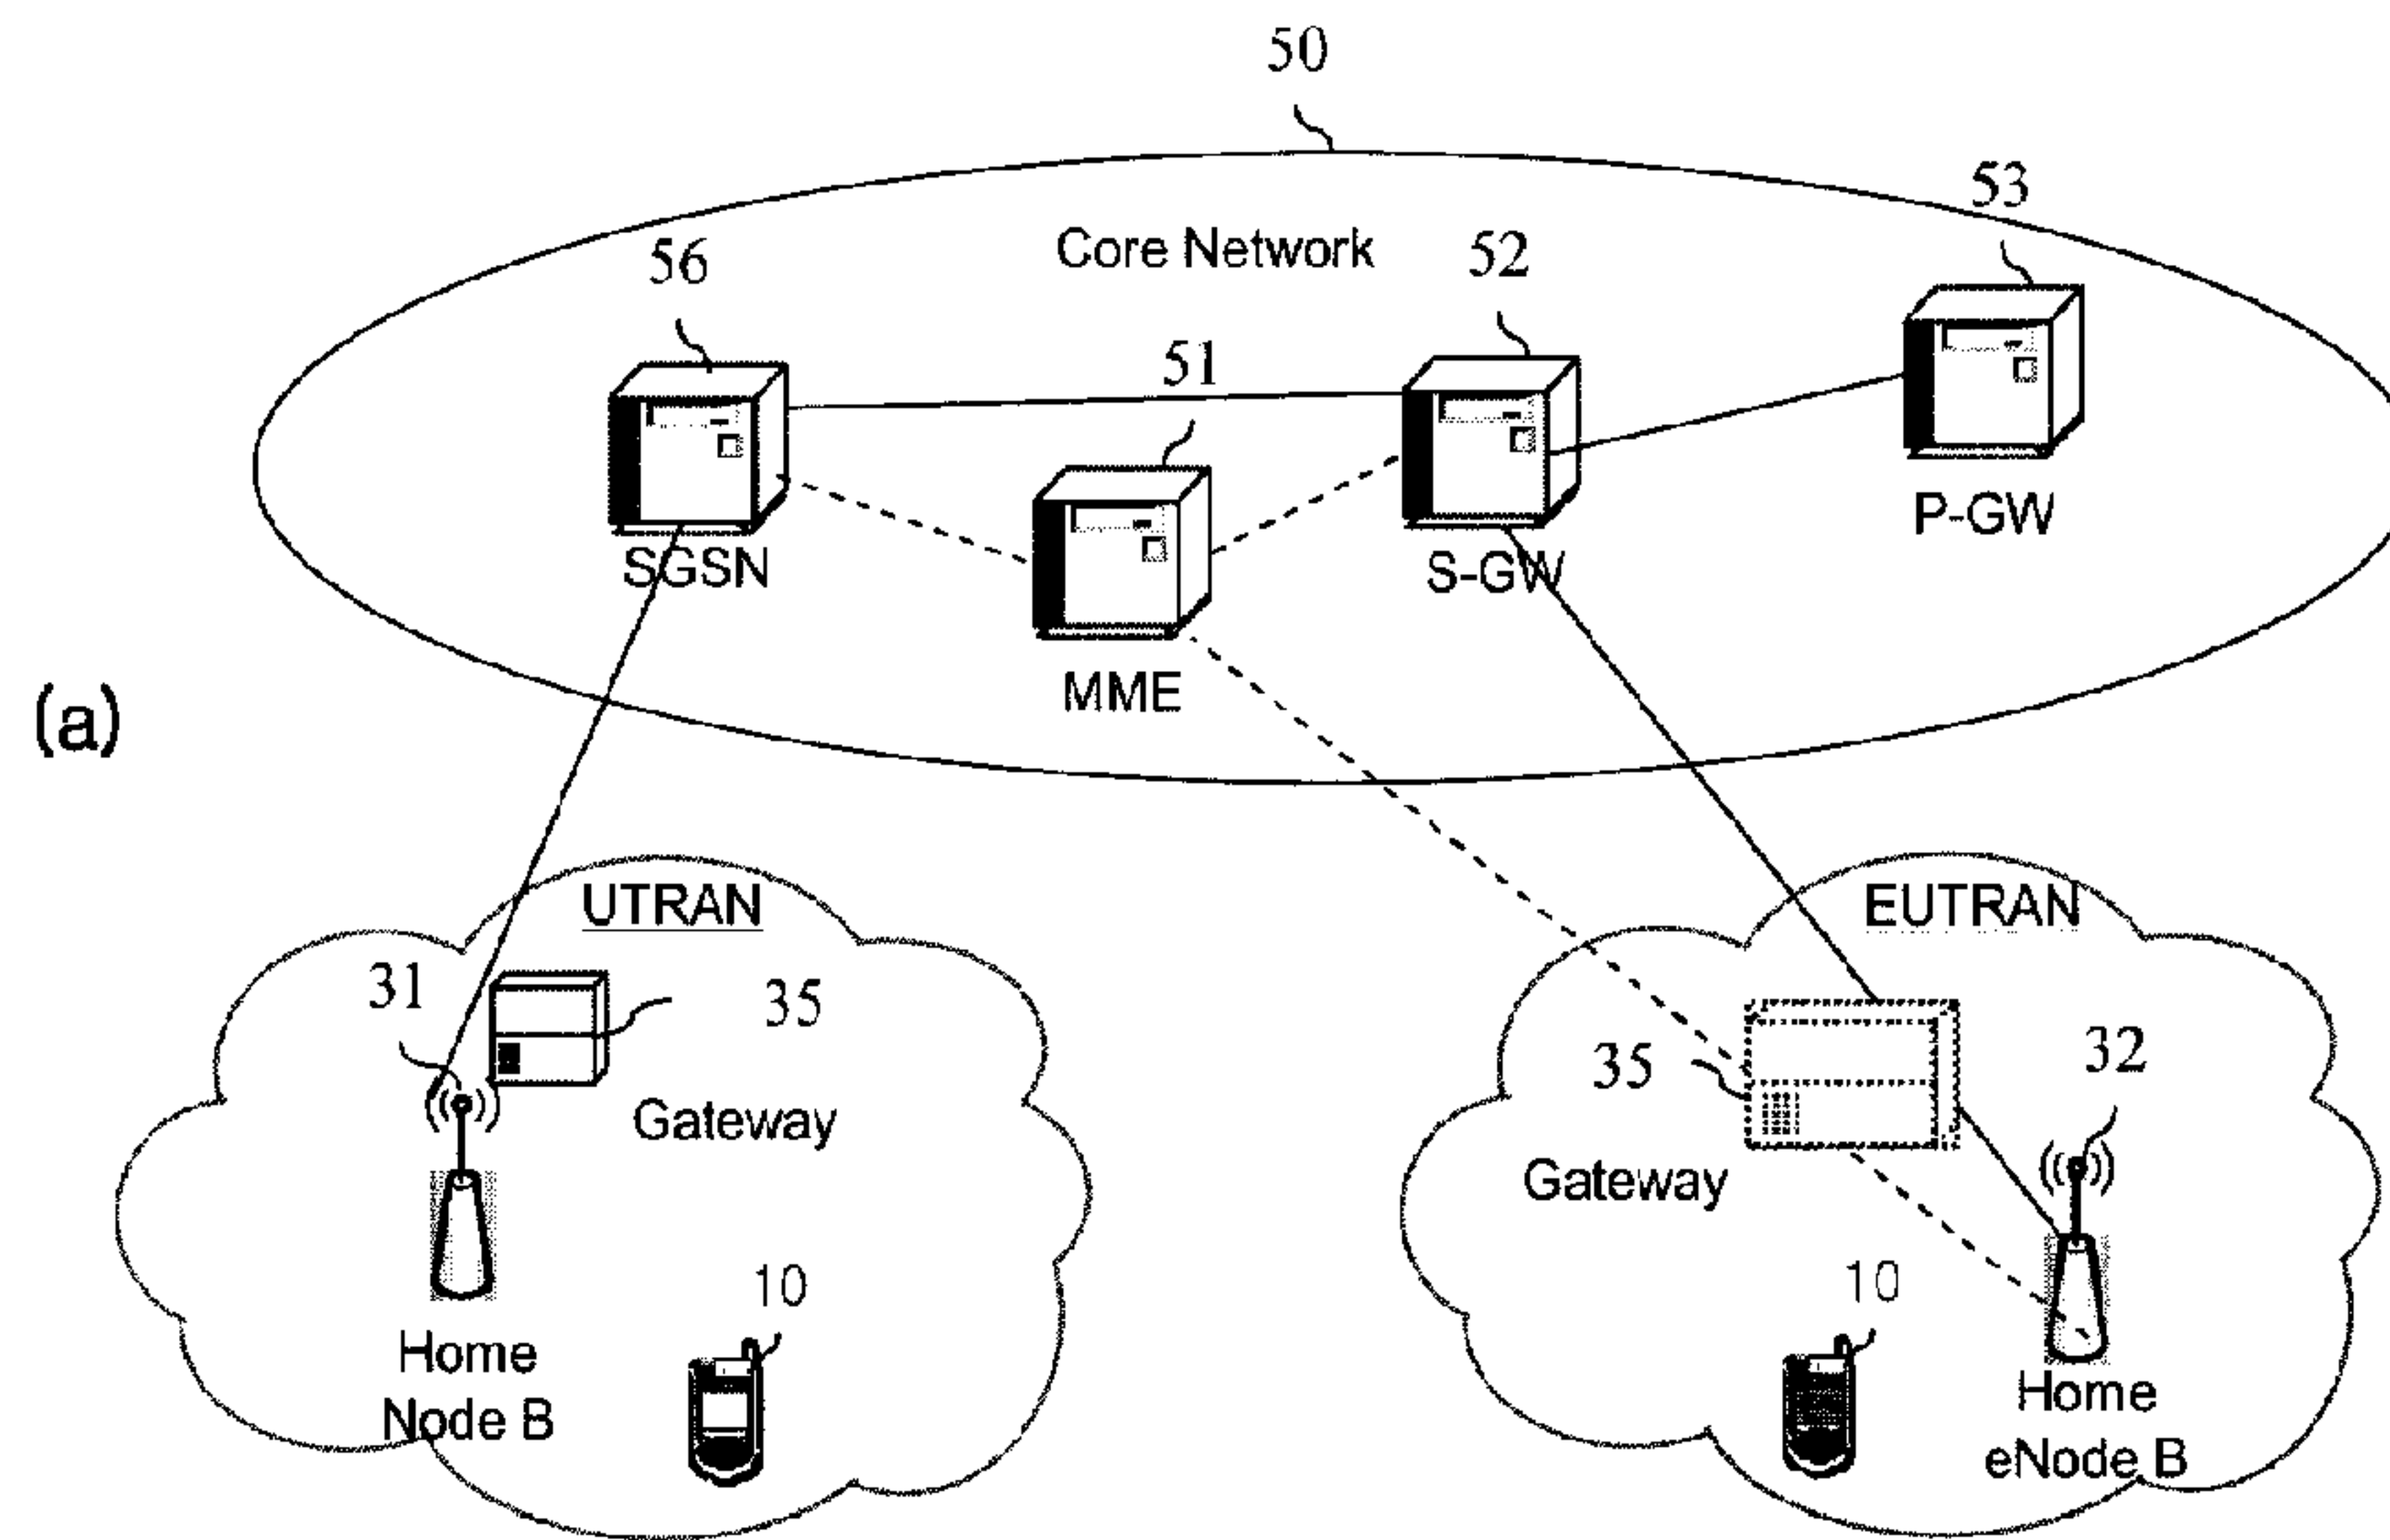 50
53
Core Network
56
52
51
P-GW
SGSN
S-GW
MME
(a)
UTRAN
EUTRAN
31
35
35
32
Gateway
Gateway
10
10
Home
Node B
Home
eNode B